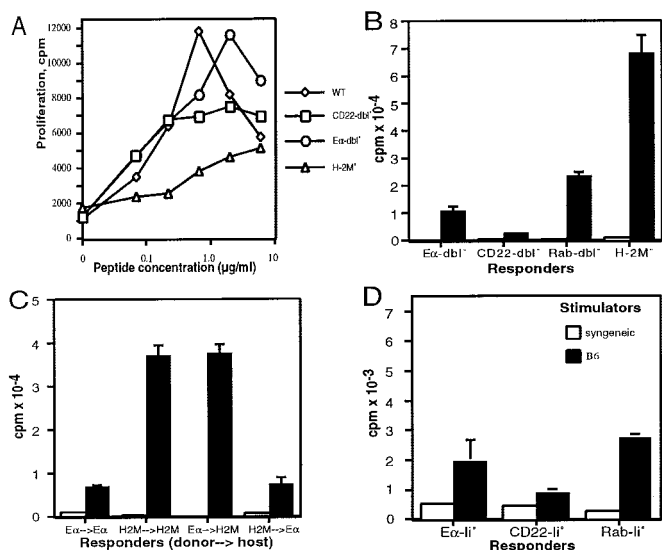 A
Proliferation, cpm
12000
10000
8000
6000
4000
2000
0
0
0.1
1.0
10
Peptide concentration (µg/ml)
WT
CD22-dbl-
Eα-dbl-
H-2M-
B
cpm x 10-4
8
7
6
5
4
3
2
1
0
Eα-dbl- CD22-dbl- Rab-dbl- H-2M-
Responders
C
cpm x 10-4
5
4
3
2
1
0
Eα-->Eα H2M-->H2M Eα-->H2M H2M-->Eα
Responders (donor--> host)
D
cpm x 10-3
7
6
5
4
3
2
1
0
Stimulators
syngeneic
B6
Eα-li° CD22-li° Rab-li°
Responders